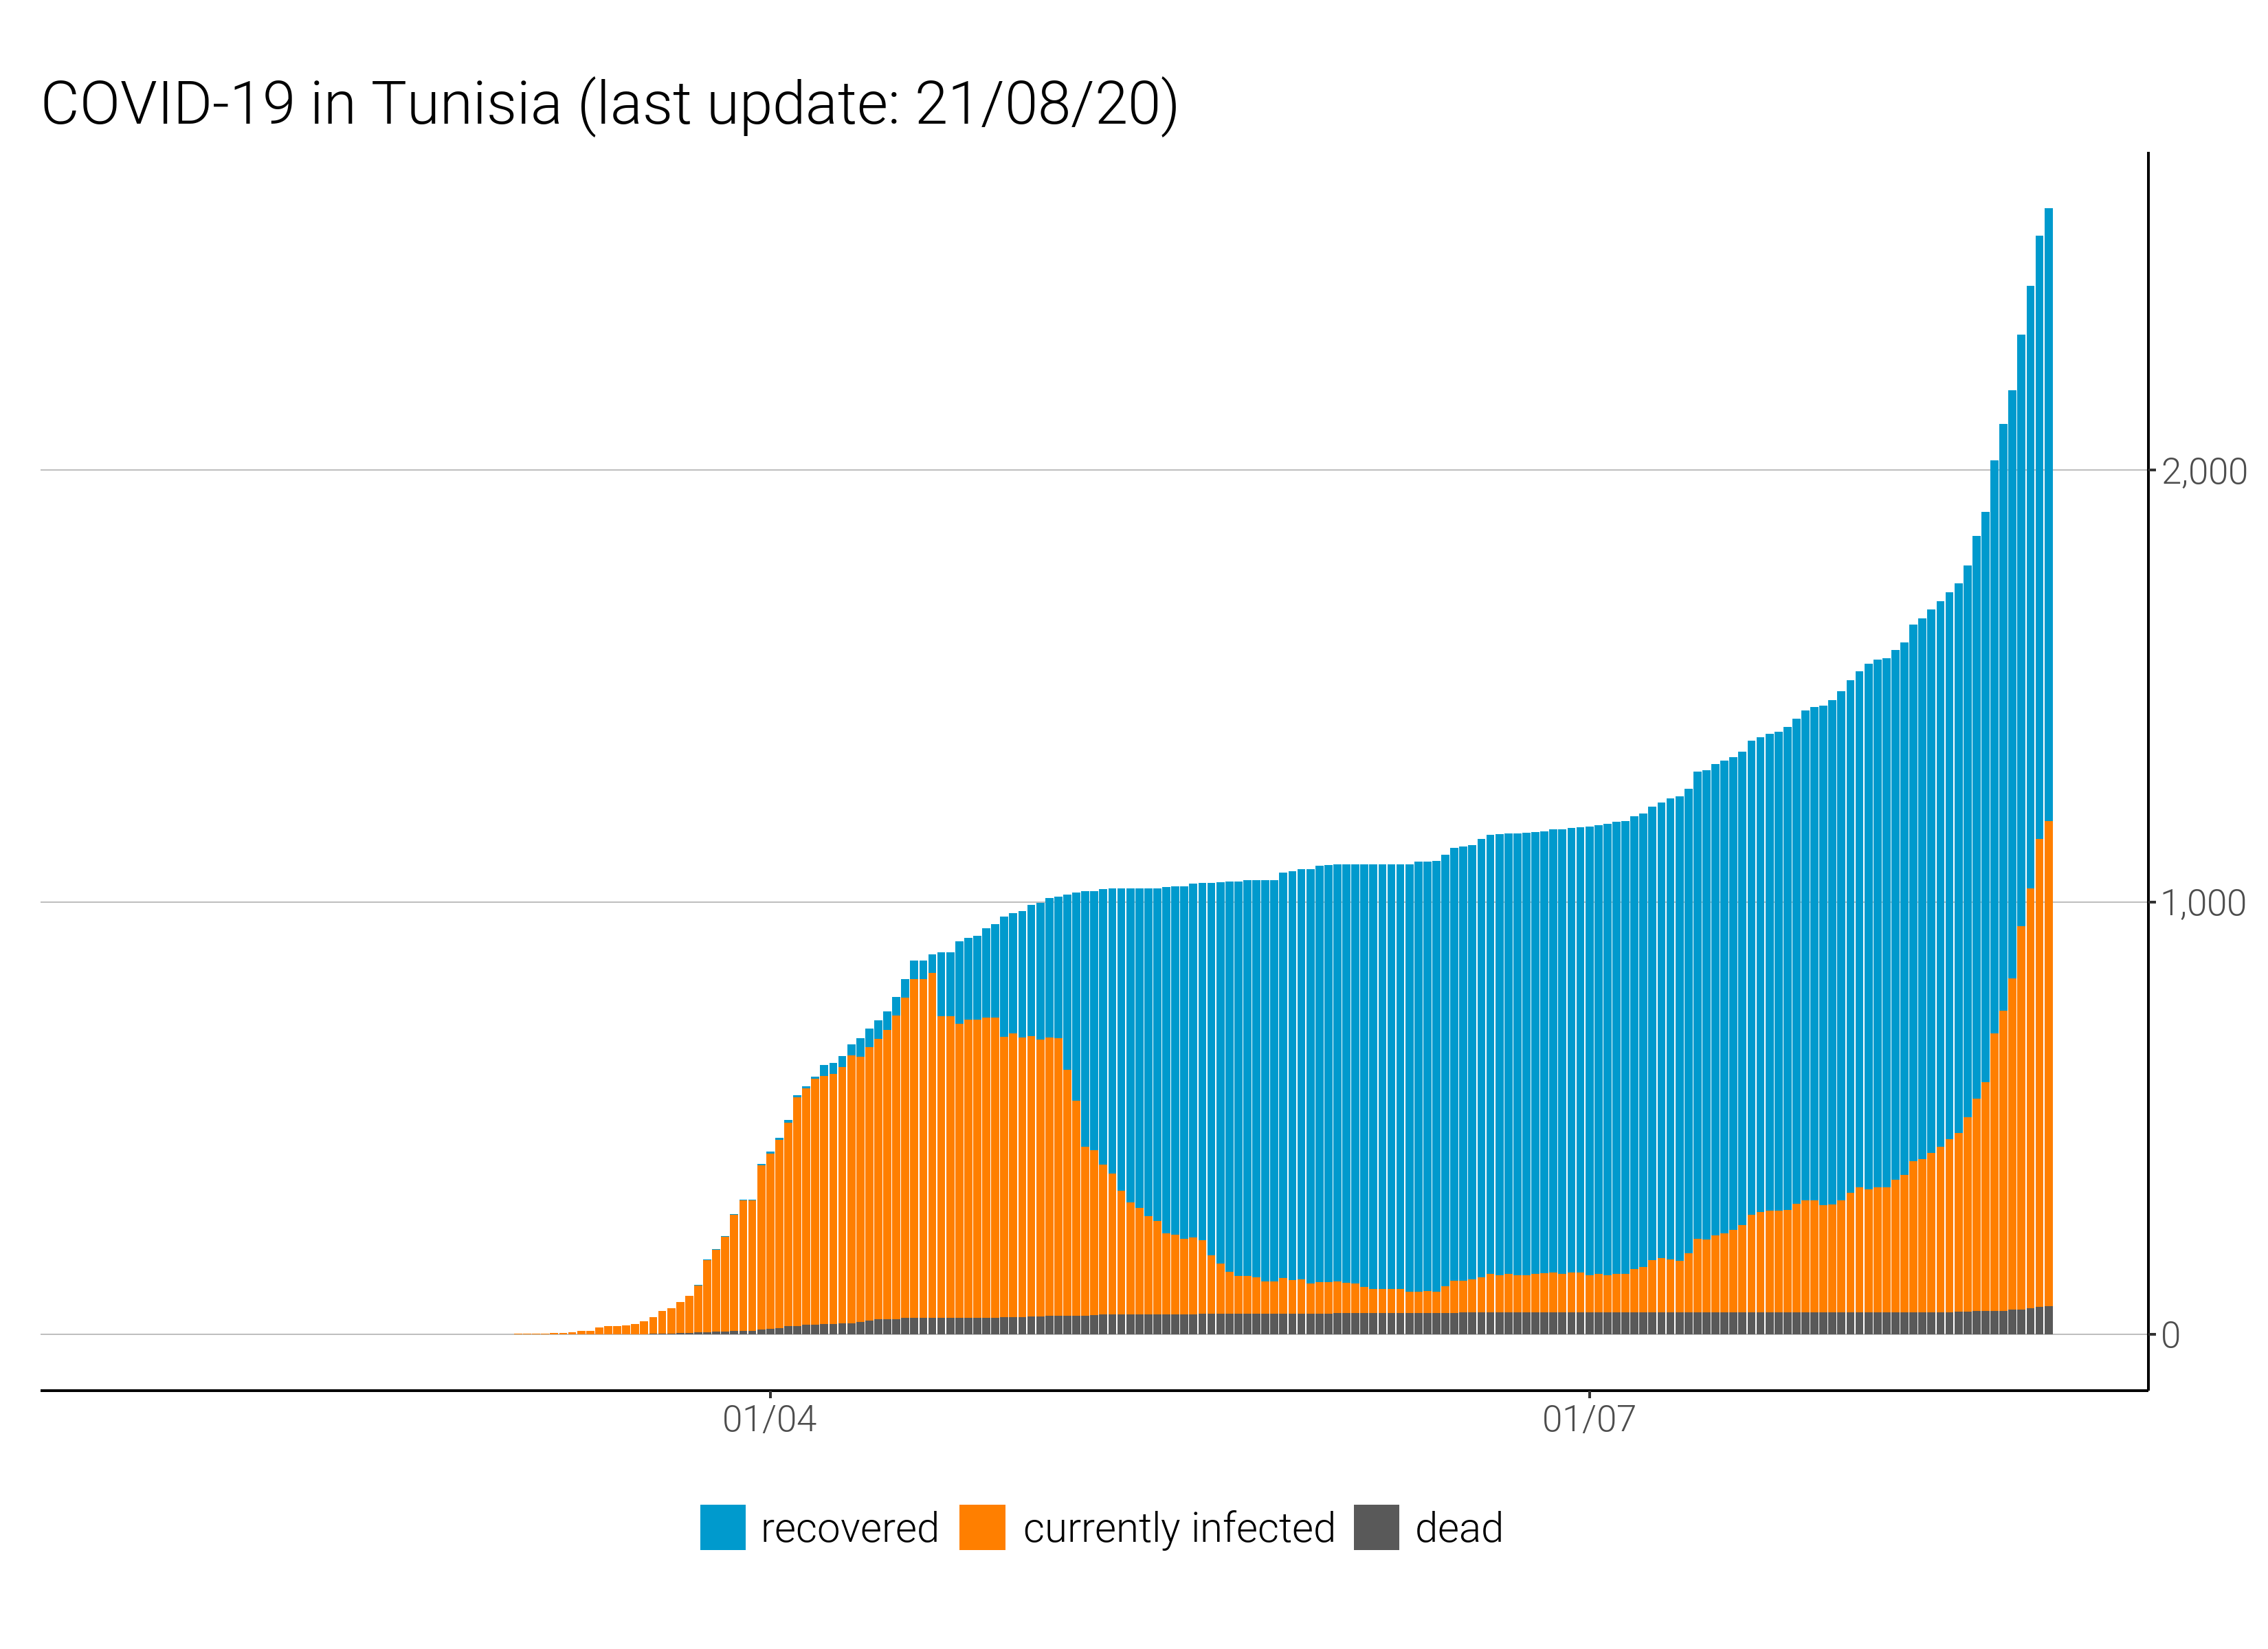 COVID-19 in Tunisia (last update: 21/08/20)
2,000
1,000
0
01/04 01/07
recovered currently infected dead